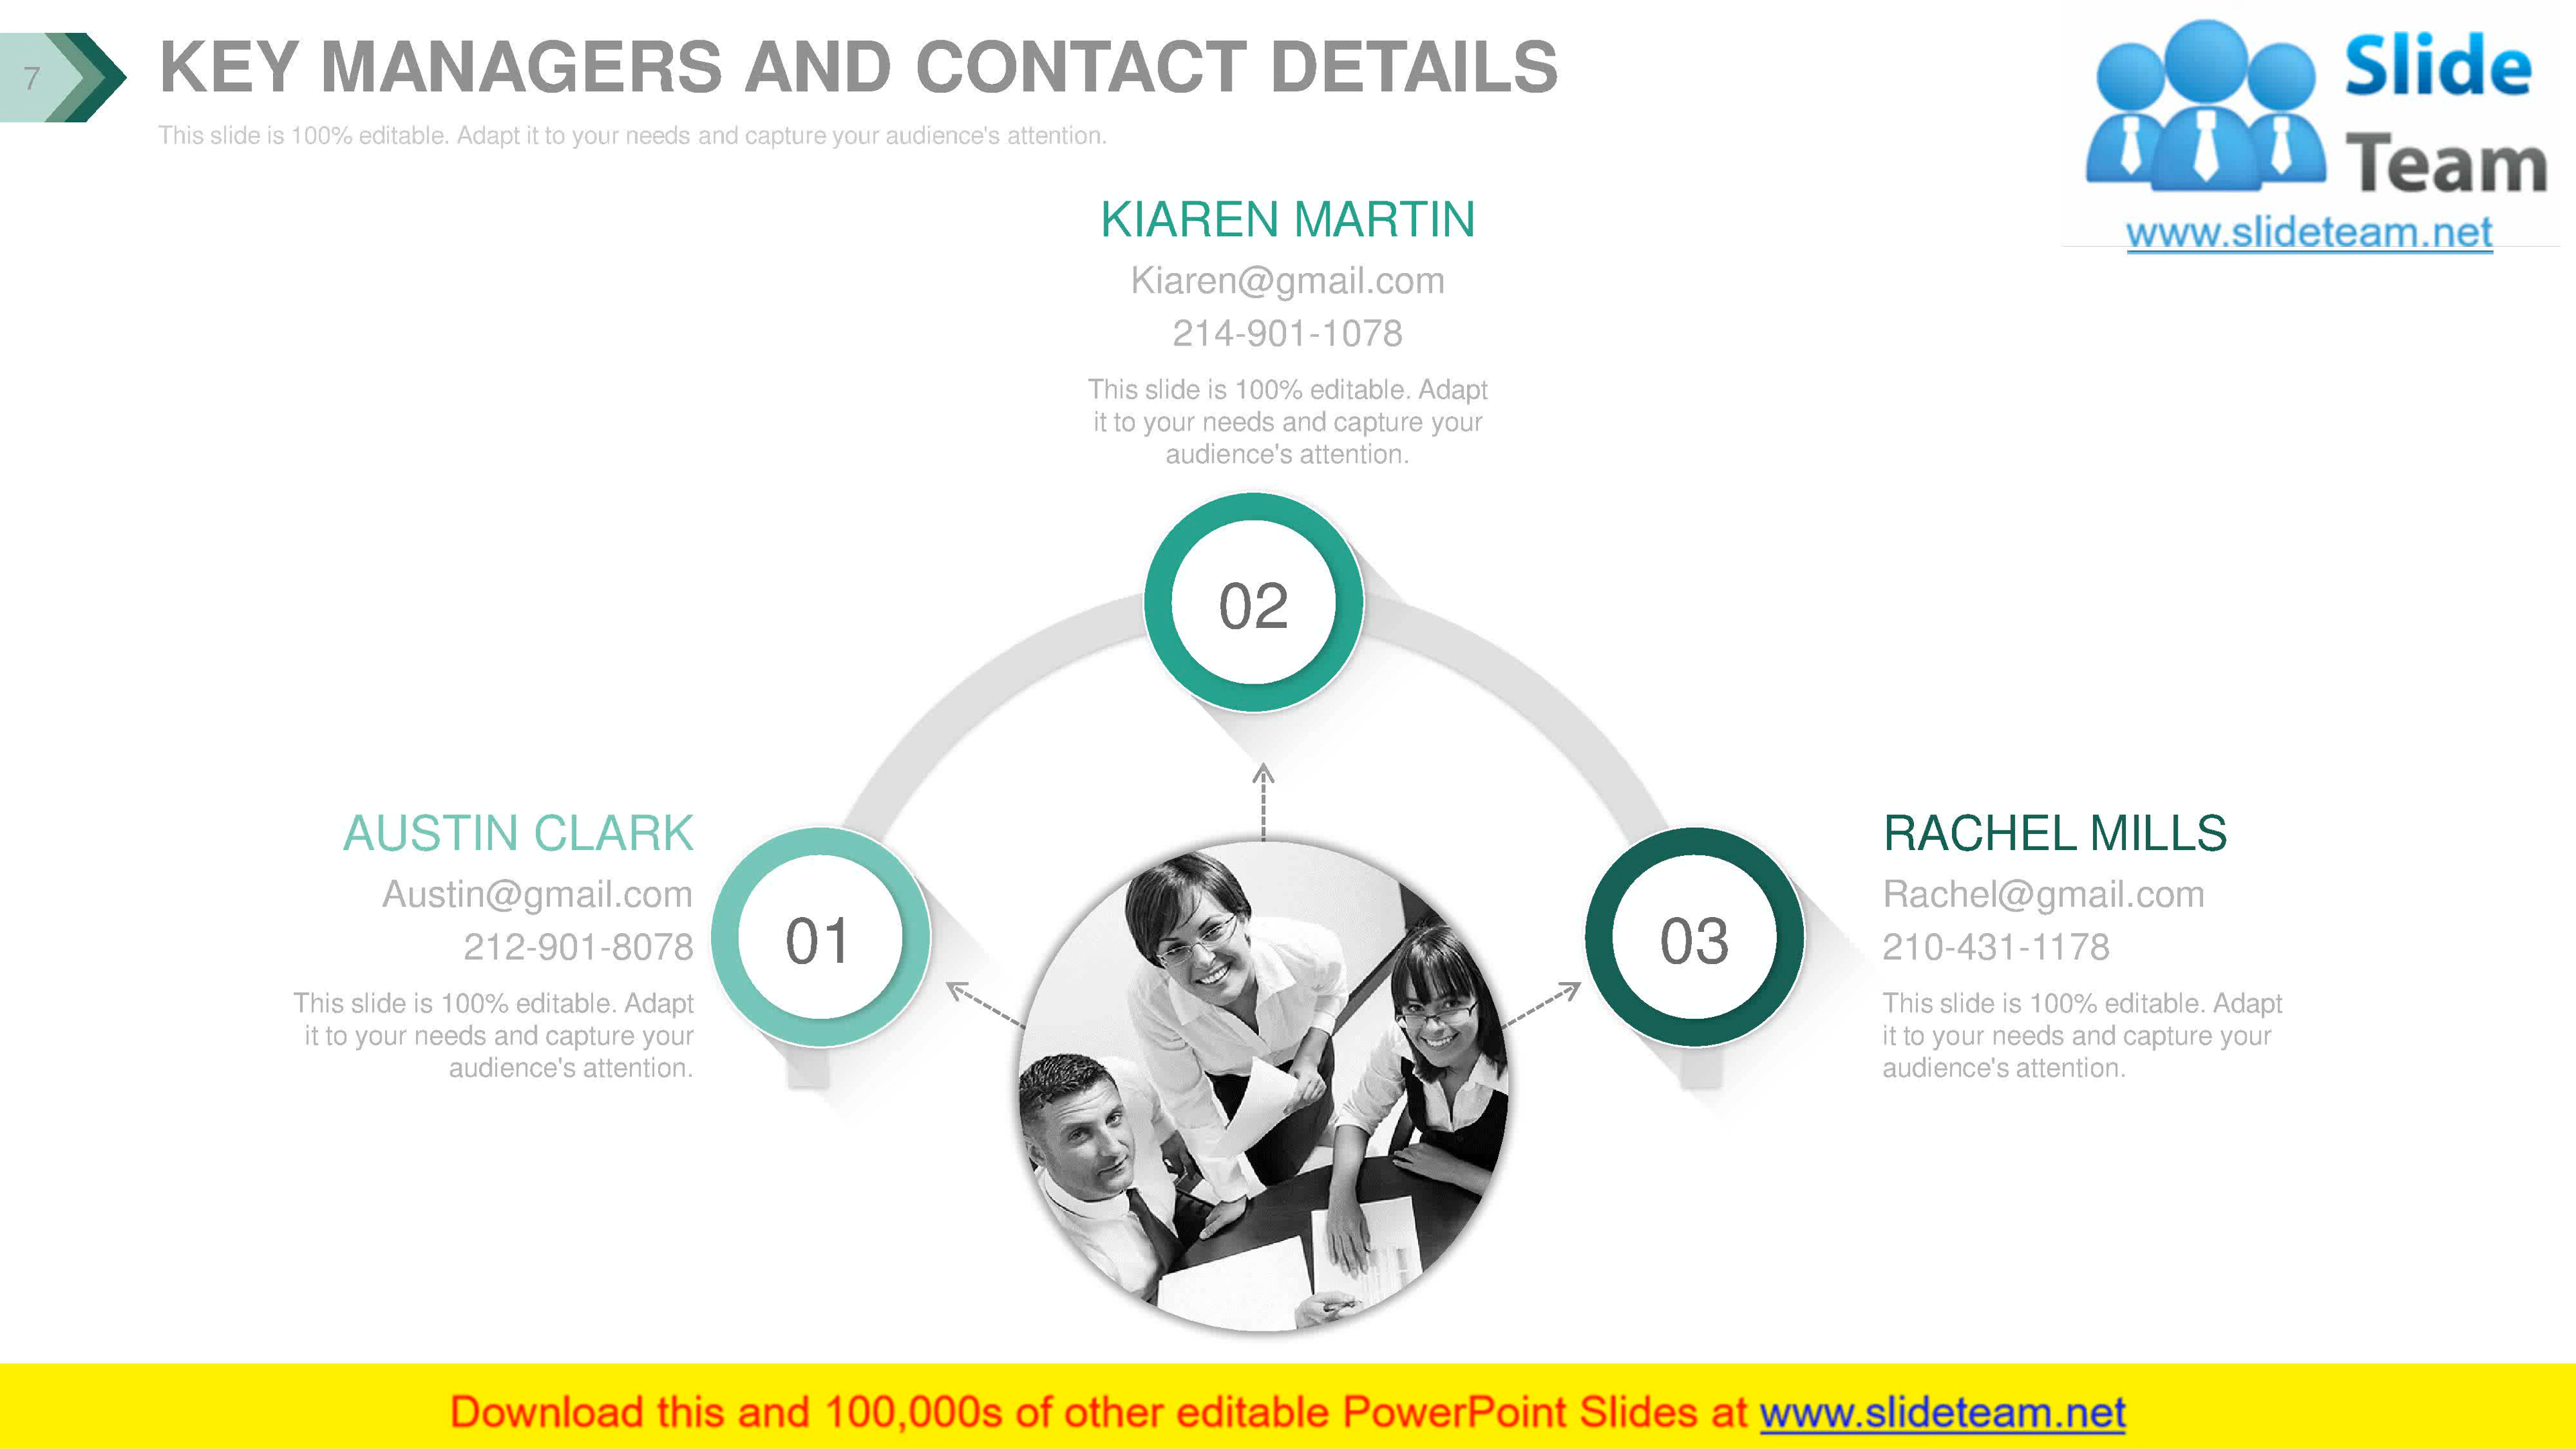 7
KEY MANAGERS AND CONTACT DETAILS
This slide is 100% editable. Adapt it to your needs and capture your audience's attention.
Slide
Team
www.slideteam.net
KIAREN MARTIN
Kiaren@gmail.com
214-901-1078
This slide is 100% editable. Adapt
it to your needs and capture your
audience's attention.
02
AUSTIN CLARK
Austin@gmail.com
212-901-8078
This slide is 100% editable. Adapt
it to your needs and capture your
audience's attention.
01
03
RACHEL MILLS
Rachel@gmail.com
210-431-1178
This slide is 100% editable. Adapt
it to your needs and capture your
audience's attention.
Download this and 100,000s of other editable PowerPoint Slides at www.slideteam.net